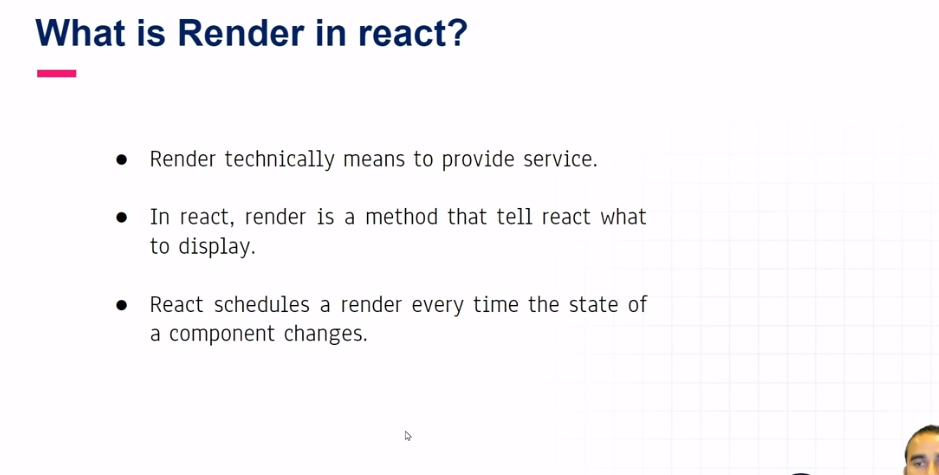 What is Render in react?
● Render technically means to provide service.
● In react, render is a method that tell react what
to display.
● React schedules a render every time the state of
a component changes.